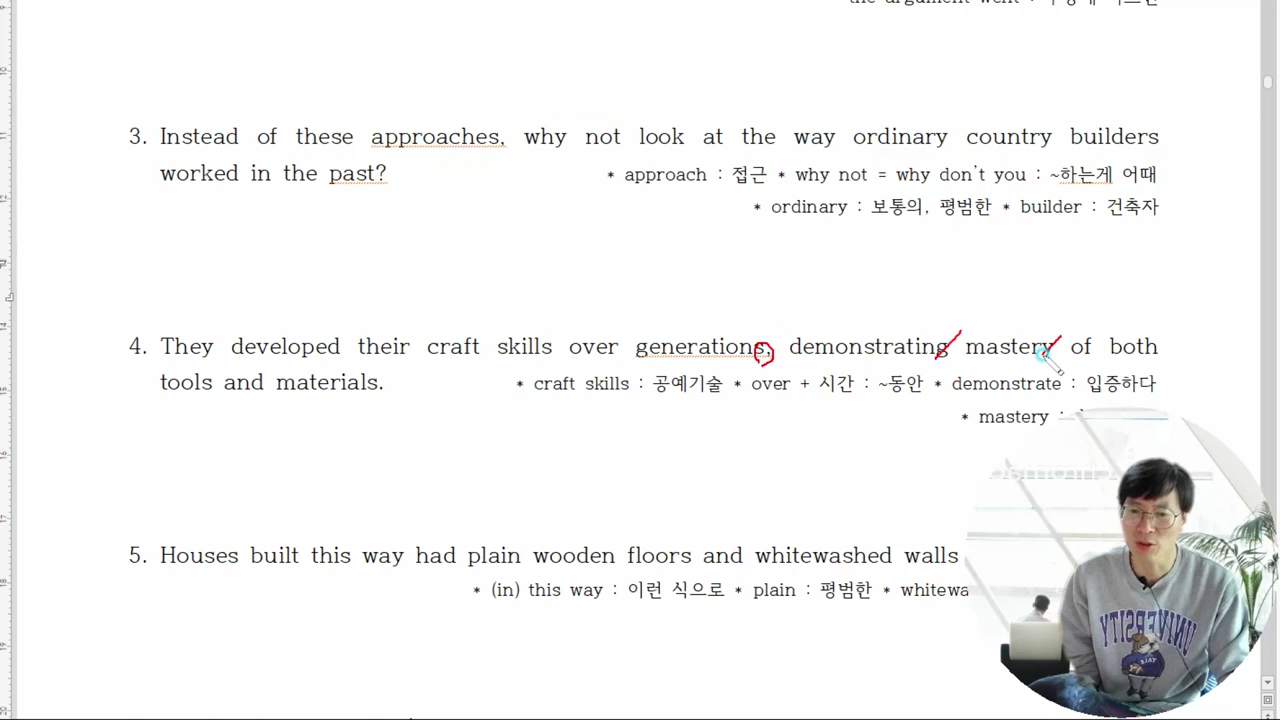 the argument went :
3. Instead of these approaches, why not look at the way ordinary country builders
worked in the past?
* approach : 접근 * why not = why don't you : ~하는게 어때
* ordinary : 보통의, 평범한 * builder : 건축자
4. They developed their craft skills over generations, demonstrating mastery of both
tools and materials.
* craft skills : 공예기술 * over + 시간 : ~동안 * demonstrate : 입증하다
* mastery :
5. Houses built this way had plain wooden floors and whitewashed walls
* (in) this way : 이런 식으로 * plain : 평범한 * whitewa
UNIVERSITY
YALE